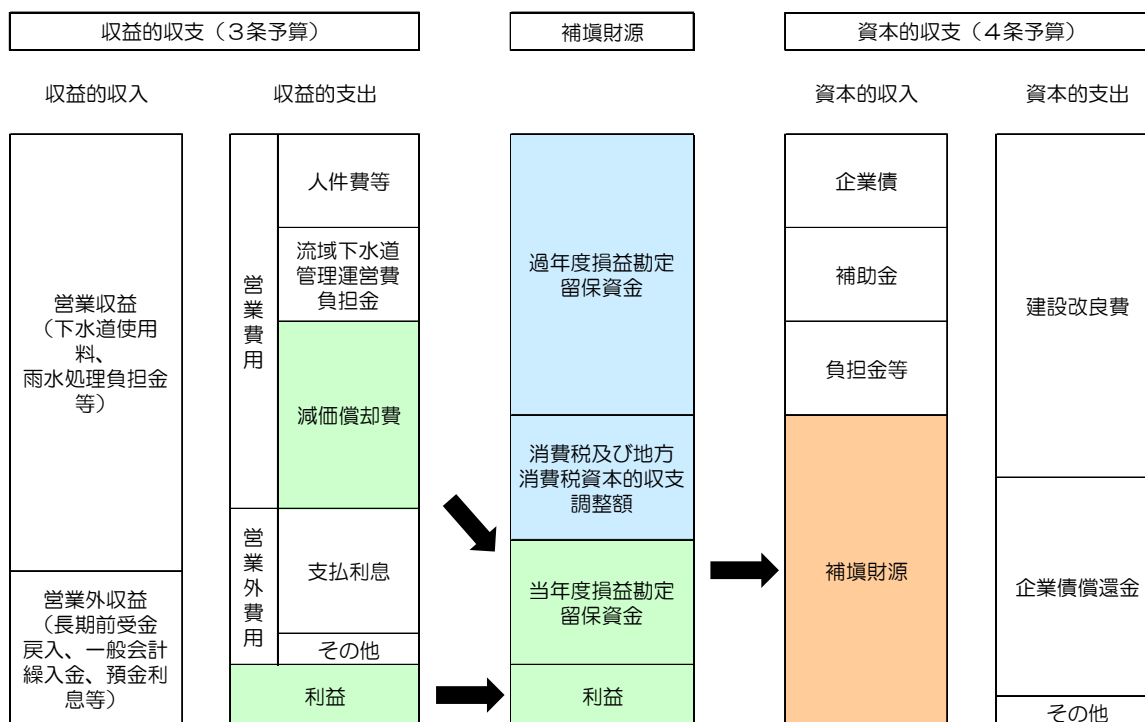 収益的収支（３条予算）
補塡財源
資本的収支（４条予算）
収益的収入
収益的支出
資本的収入
資本的支出
営業収益
（下水道使用
料、
雨水処理負担金
等）
営業外収益
（長期前受金
戻入、一般会計
繰入金、預金利
息等）
営業費用
人件費等
流域下水道
管理運営費
負担金
減価償却費
営業外費用
支払利息
その他
利益
過年度損益勘定
留保資金
消費税及び地方
消費税資本的収支
調整額
当年度損益勘定
留保資金
利益
企業債
補助金
負担金等
補塡財源
建設改良費
企業債償還金
その他